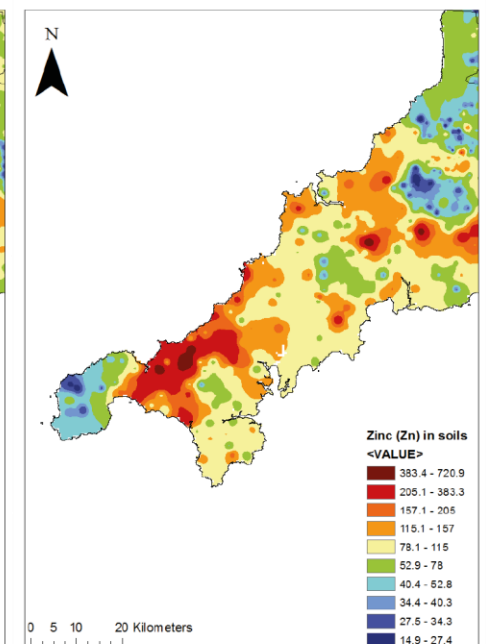 N
Zinc (Zn) in soils
<VALUE>
383.4 - 720.9
205.1 - 383.3
157.1 - 205
115.1 - 157
78.1 - 115
52.9 - 78
40.4 - 52.8
34.4 - 40.3
27.5 - 34.3
14.9 - 27.4
0 5 10 20 Kilometers